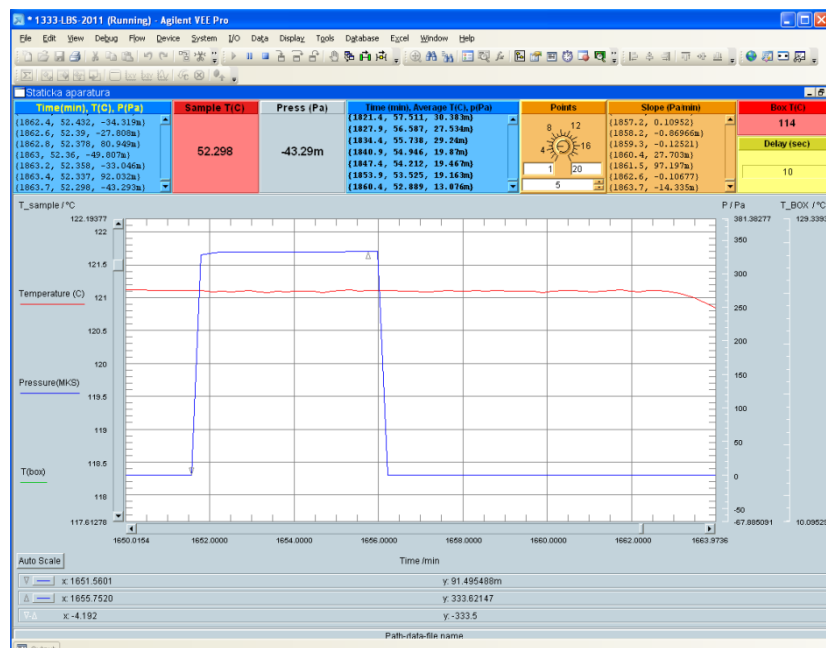 * 1333-LBS-2011 (Running) - Agilent VEE Pro
File Edit View Debug Flow Device System I/O Data Display Tools Database Excel Window Help
Staticka aparatura
Time(min), T(C), P(Pa)
(1862.4, 52.432, -34.319m)
(1862.6, 52.39, -27.808m)
(1862.8, 52.378, 80.949m)
(1863, 52.36, -49.807m)
(1863.2, 52.358, -33.046m)
(1863.4, 52.337, 92.032m)
(1863.7, 52.298, -43.293m)
Sample T(C)
52.298
Press (Pa)
-43.29m
Time (min), Average T(C), p(Pa)
(1821.4, 57.511, 30.383m)
(1827.9, 56.587, 27.534m)
(1834.4, 55.738, 29.24m)
(1840.9, 54.946, 19.87m)
(1847.4, 54.212, 19.467m)
(1853.9, 53.525, 19.163m)
(1860.4, 52.889, 13.076m)
Points
8 12
4 16
1 20
5
Slope (Pa/min)
(1857.2, 0.10952)
(1858.2, -0.86966m)
(1859.3, -0.12521)
(1860.4, 27.703m)
(1861.5, 97.197m)
(1862.6, -0.10677)
(1863.7, -14.335m)
Box T(C)
114
Delay (sec)
10
T_sample / °C
P / Pa
T_BOX / °C
122.19377
122
121.5
121
120.5
120
119.5
119
118.5
118
117.61278
Temperature (C)
Pressure(MKS)
T(box)
381.38277
350
300
250
200
150
100
50
0
-50
-67.885091
129.3393
10.09525
1650.0154 1652.0000 1654.0000 1656.0000 1658.0000 1660.0000 1662.0000 1663.9736
Auto Scale
Time /min
x: 1651.5601 y: 91.495488m
x: 1655.7520 y: 333.62147
x: -4.192 y: -333.5
Path-data-file name